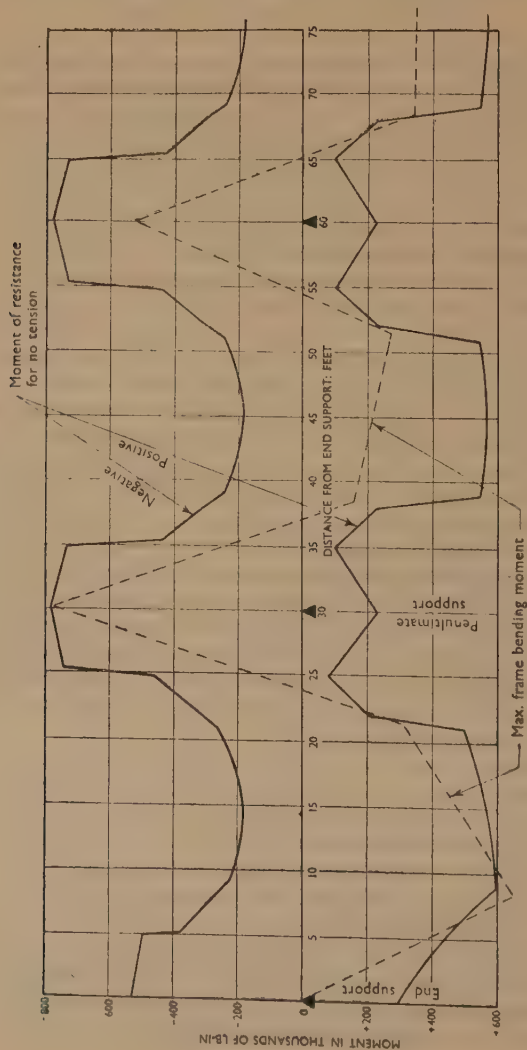 Moment of resistance
for no tension
Negative
Positive
- 800
- 600
- 400
- 200
0
+ 200
+ 400
+ 600
MOMENT IN THOUSANDS OF LB-IN
5
10
15
20
25
30
35
40
45
50
55
60
65
70
75
DISTANCE FROM END SUPPORT: FEET
End
support
Penultimate
support
Max. frame bending moment